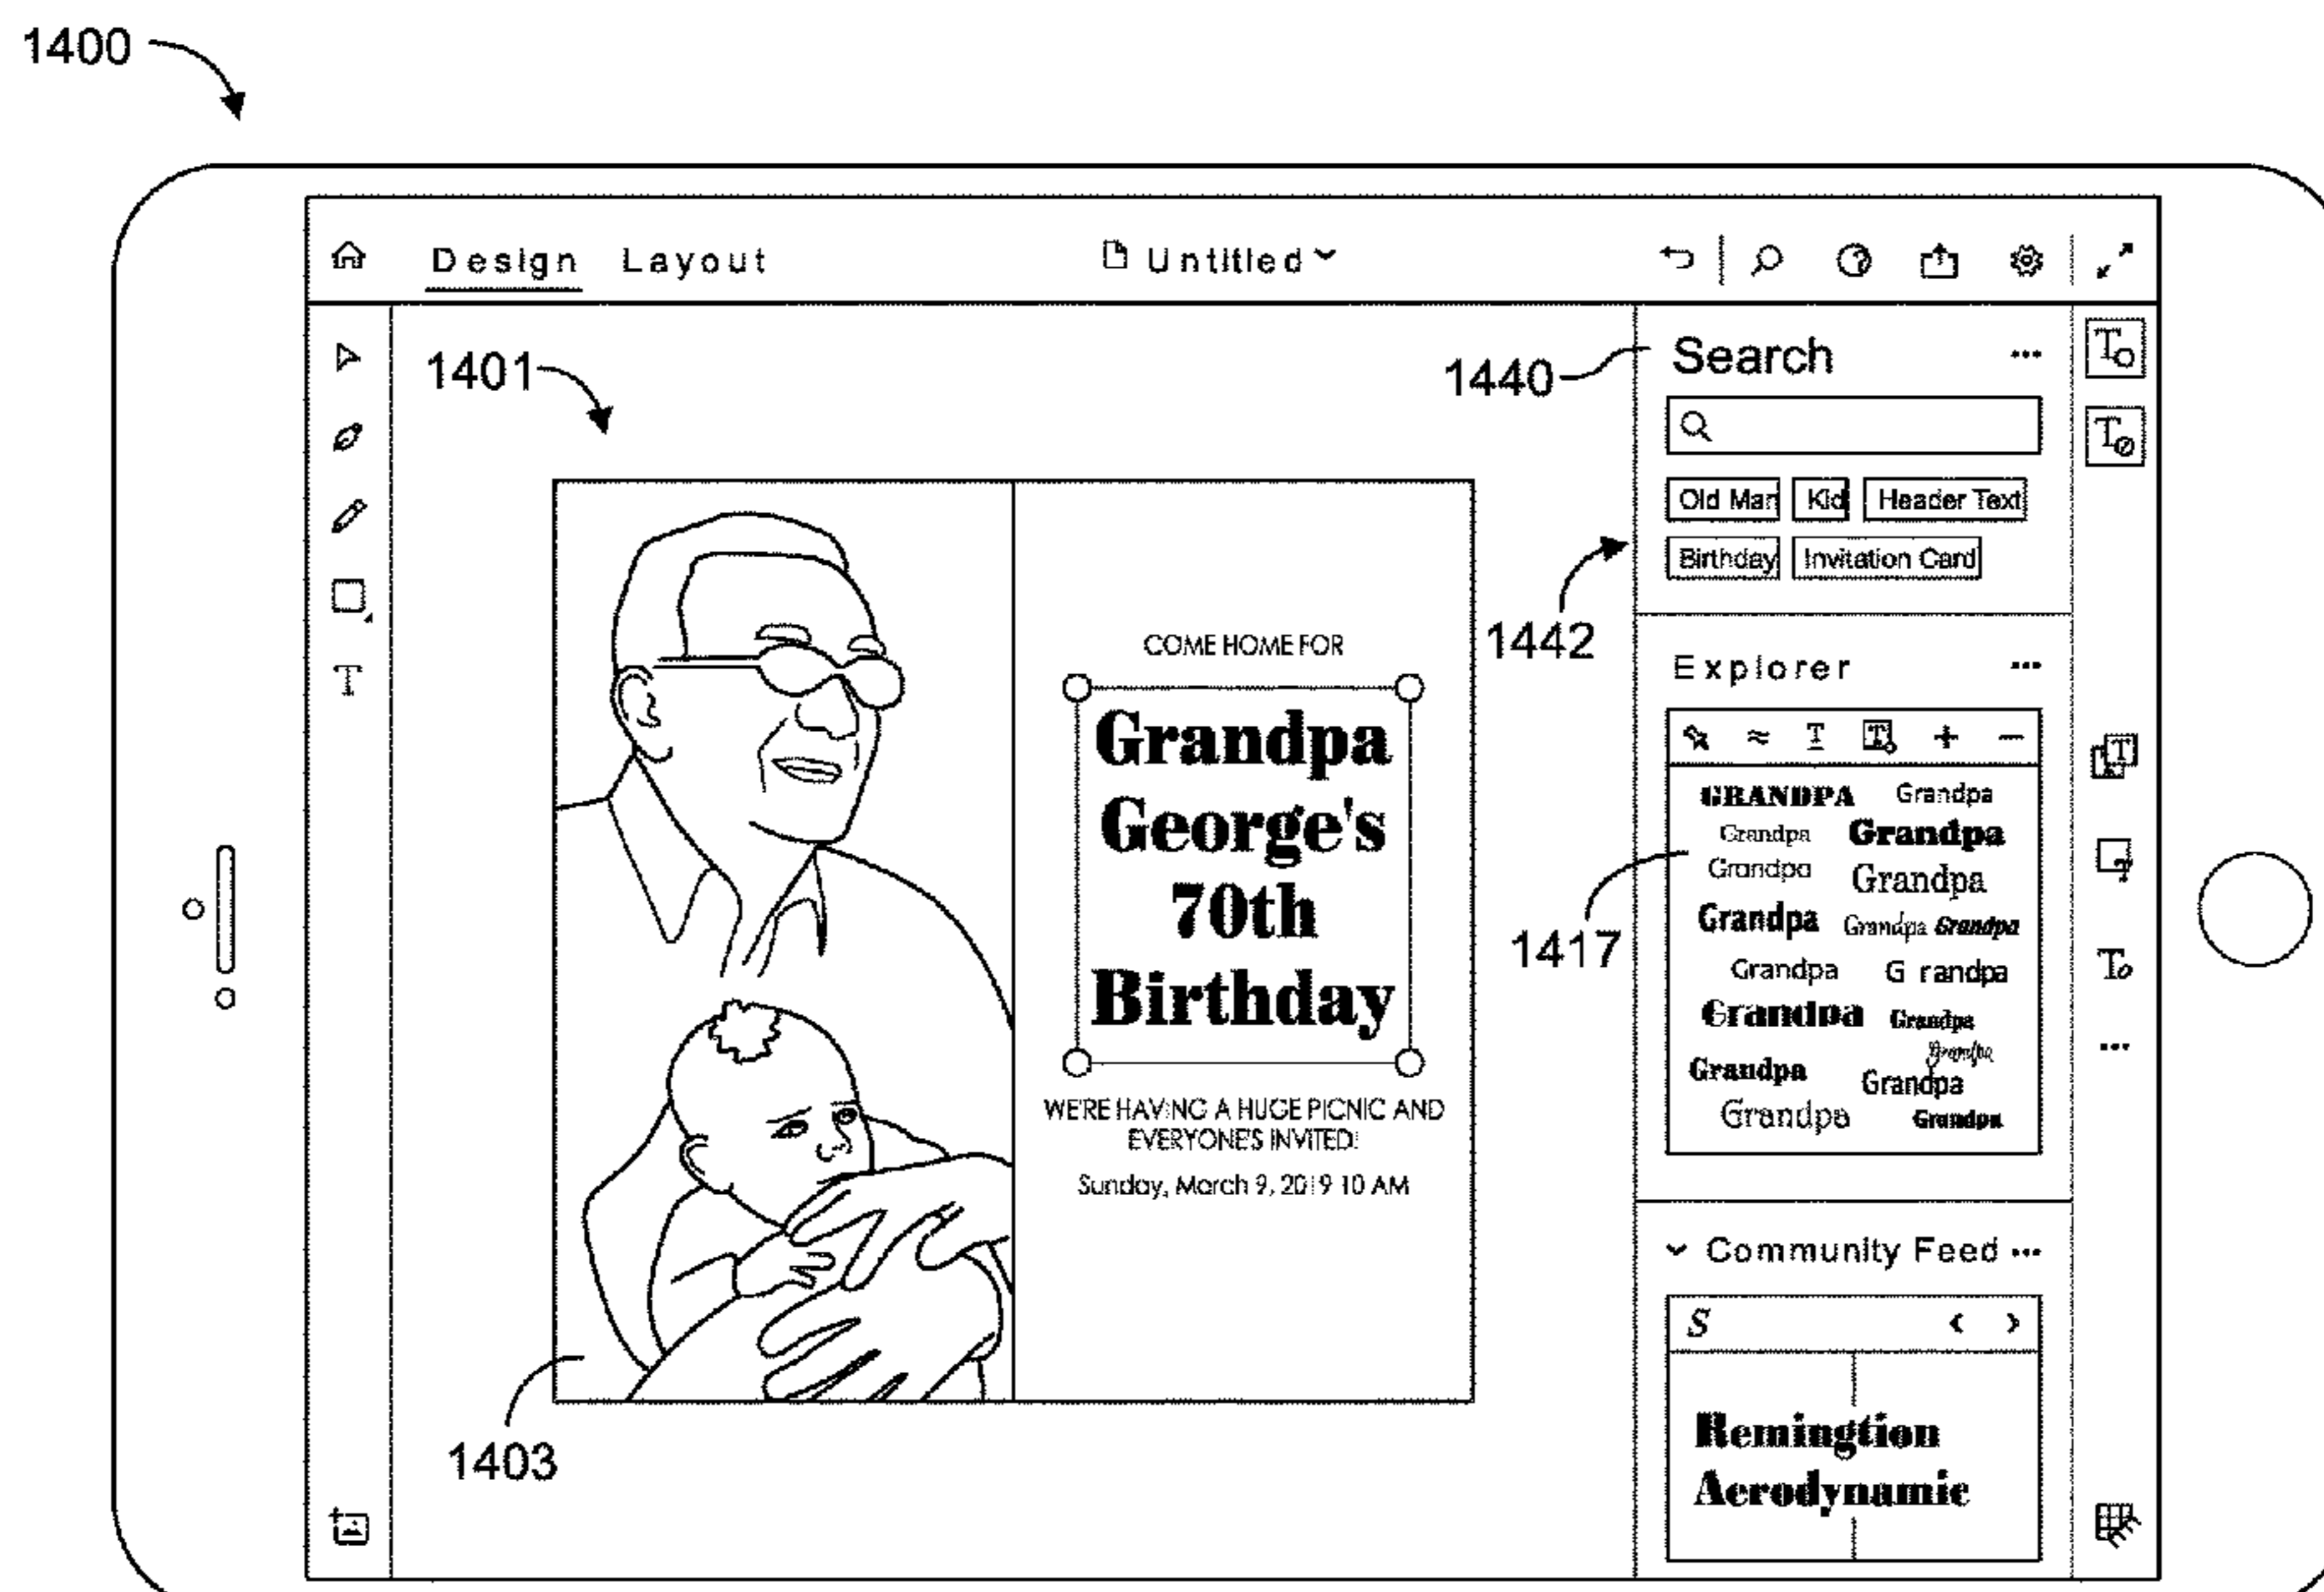 1400
Design Layout Untitled
1401
1440
Search
Old Man Kid Header Text
Birthday Invitation Card
1442
COME HOME FOR
Grandpa
George's
70th
Birthday
WE'RE HAVING A HUGE PICNIC AND
EVERYONE'S INVITED!
Sunday, March 9, 2019 10 AM
1403
Explorer
GRANDPA Grandpa
Grandpa Grandpa
Grandpa Grandpa
Grandpa Grandpa Grandpa
Grandpa G randpa
Grandpa Grandpa
Grandpa
Grandpa Grandpa
Grandpa Grandpa
1417
Community Feed
S
Remingtion
Aerodynamic